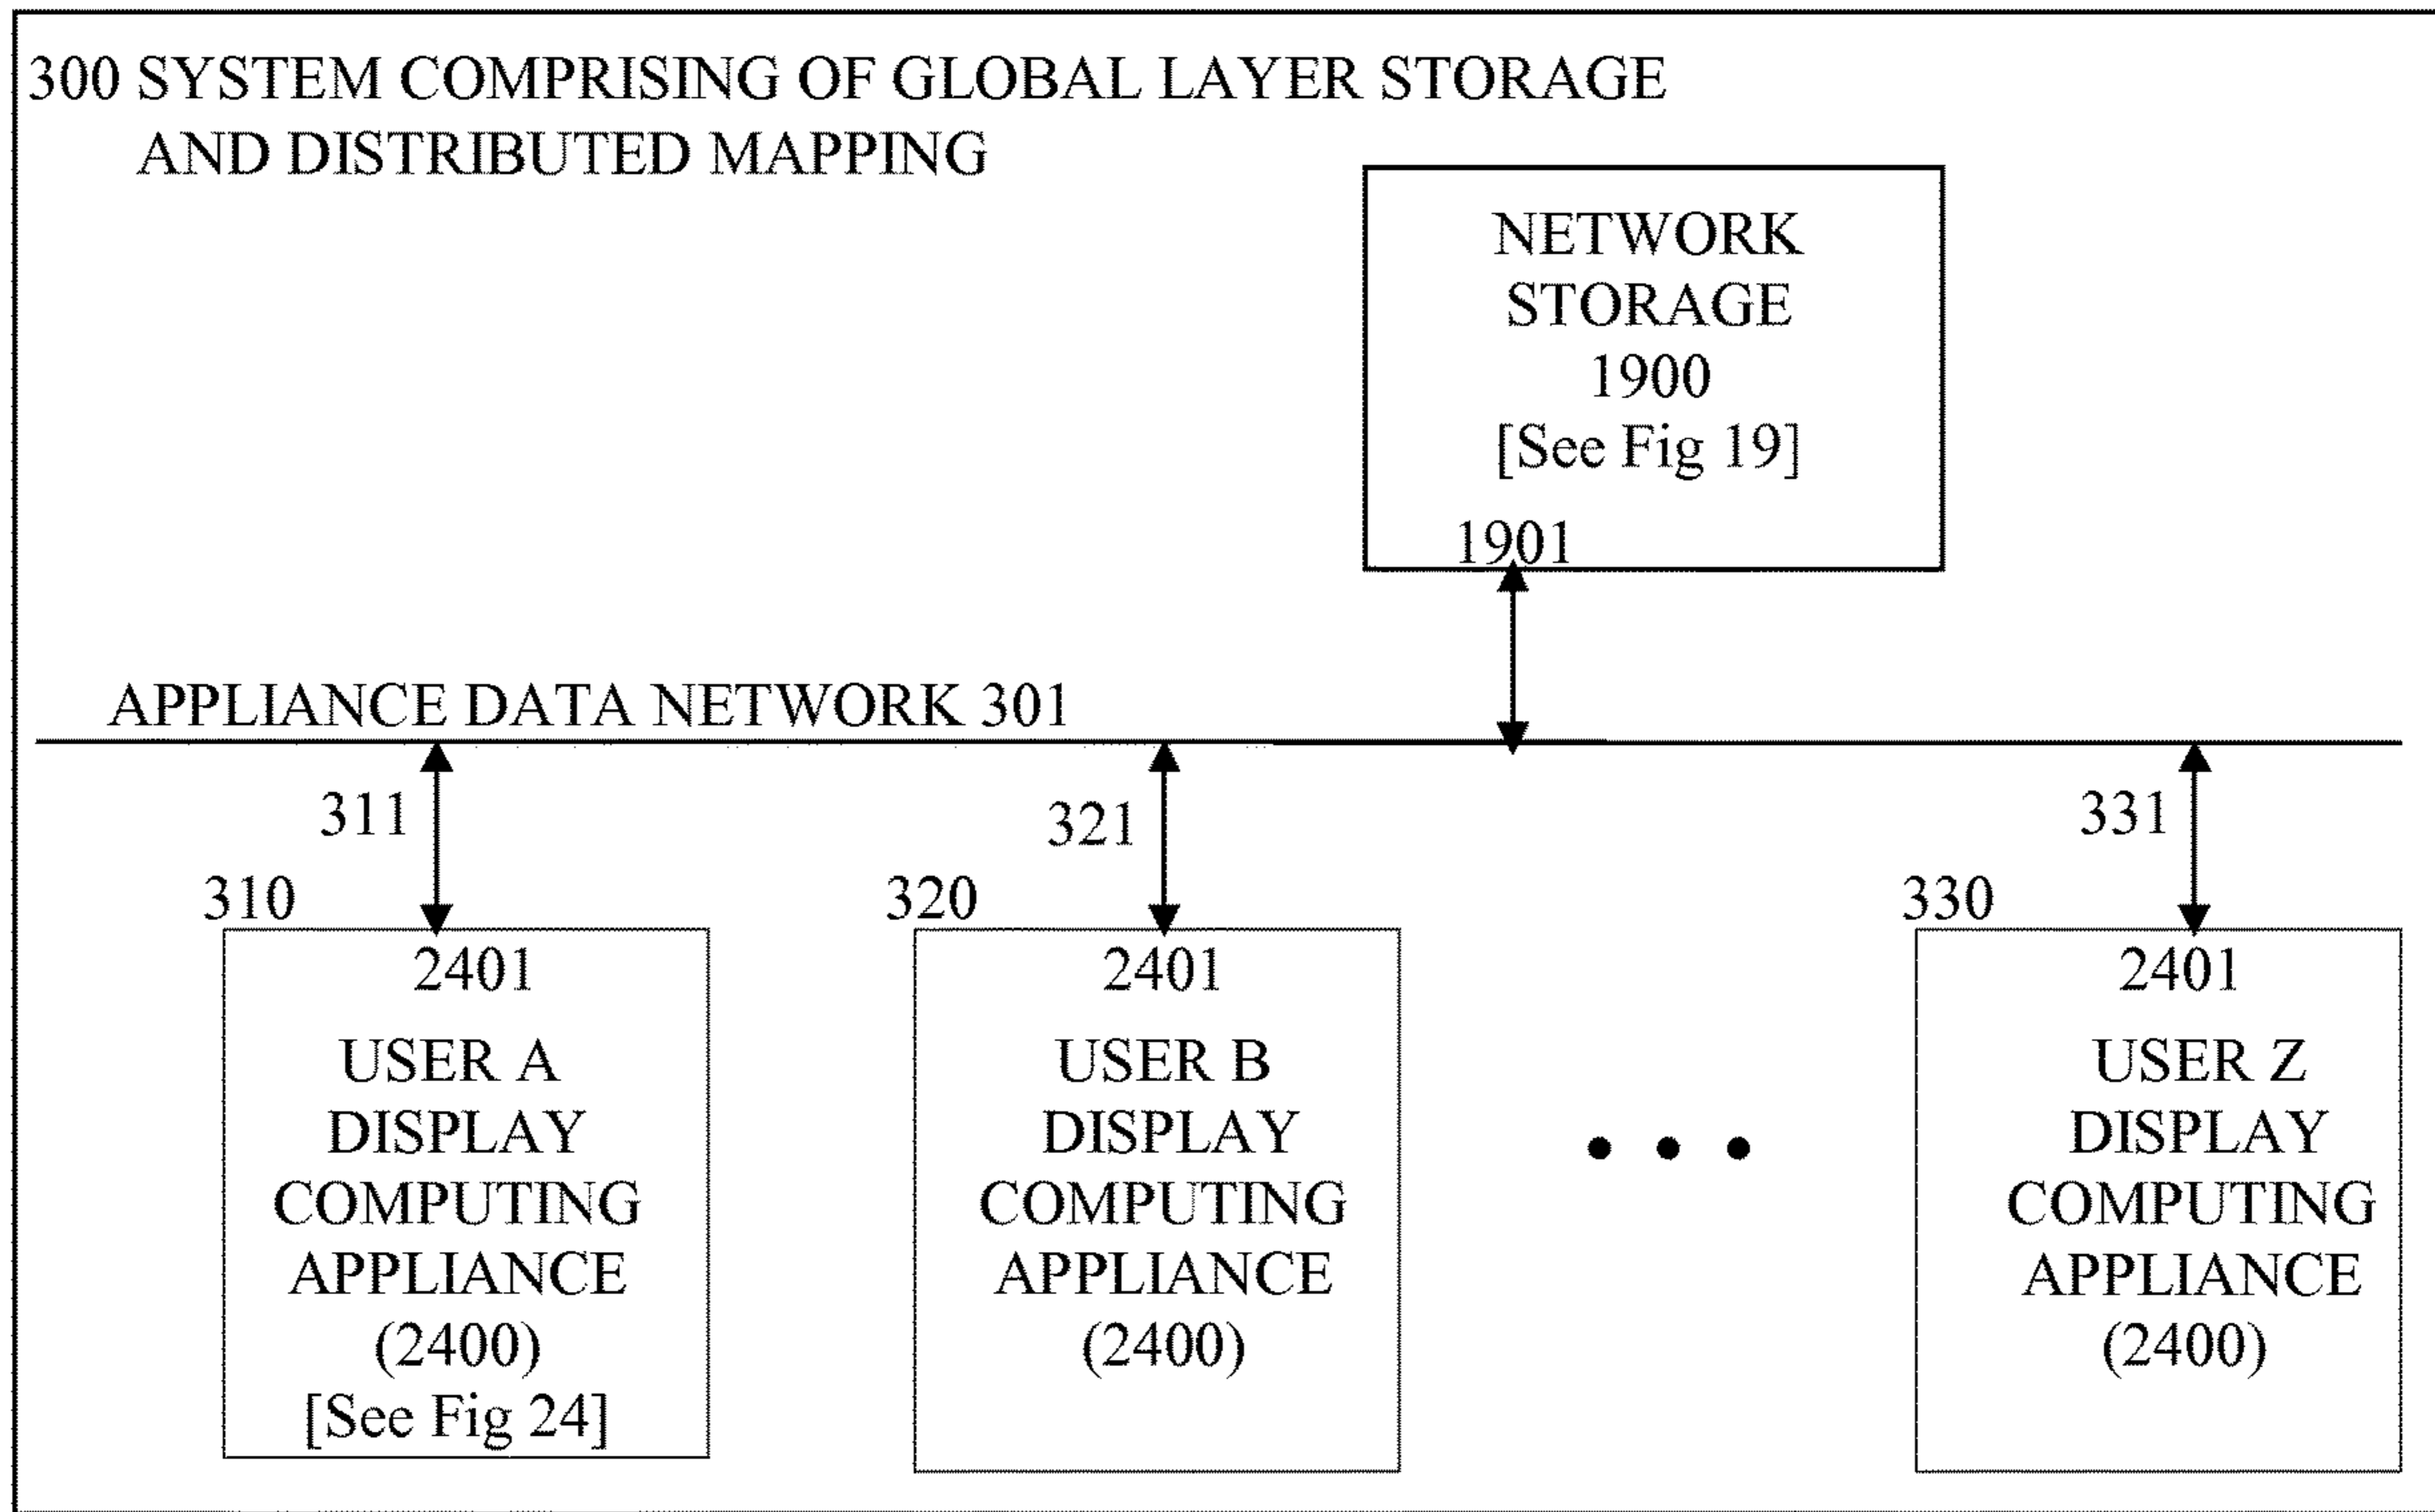 300 SYSTEM COMPRISING OF GLOBAL LAYER STORAGE
AND DISTRIBUTED MAPPING
NETWORK
STORAGE
1900
[See Fig 19]
1901
APPLIANCE DATA NETWORK 301
311
321
331
310
320
330
2401
USER A
DISPLAY
COMPUTING
APPLIANCE
(2400)
[See Fig 24]
2401
USER B
DISPLAY
COMPUTING
APPLIANCE
(2400)
• • •
2401
USER Z
DISPLAY
COMPUTING
APPLIANCE
(2400)